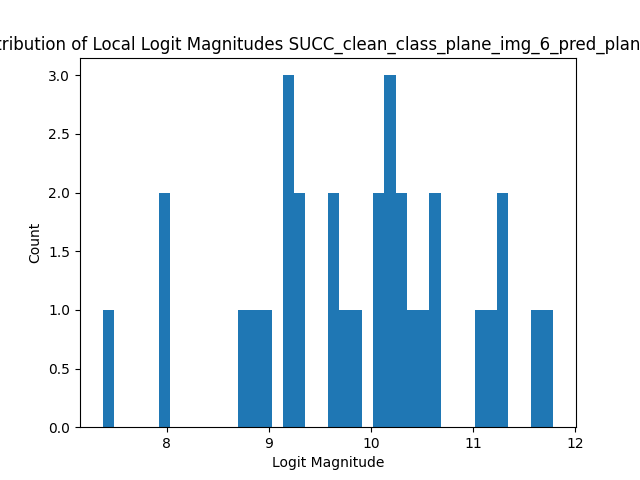 tribution of Local Logit Magnitudes SUCC_clean_class_plane_img_6_pred_plan
3.0
2.5
2.0
1.5
1.0
0.5
0.0
Count
8 9 10 11 12
Logit Magnitude